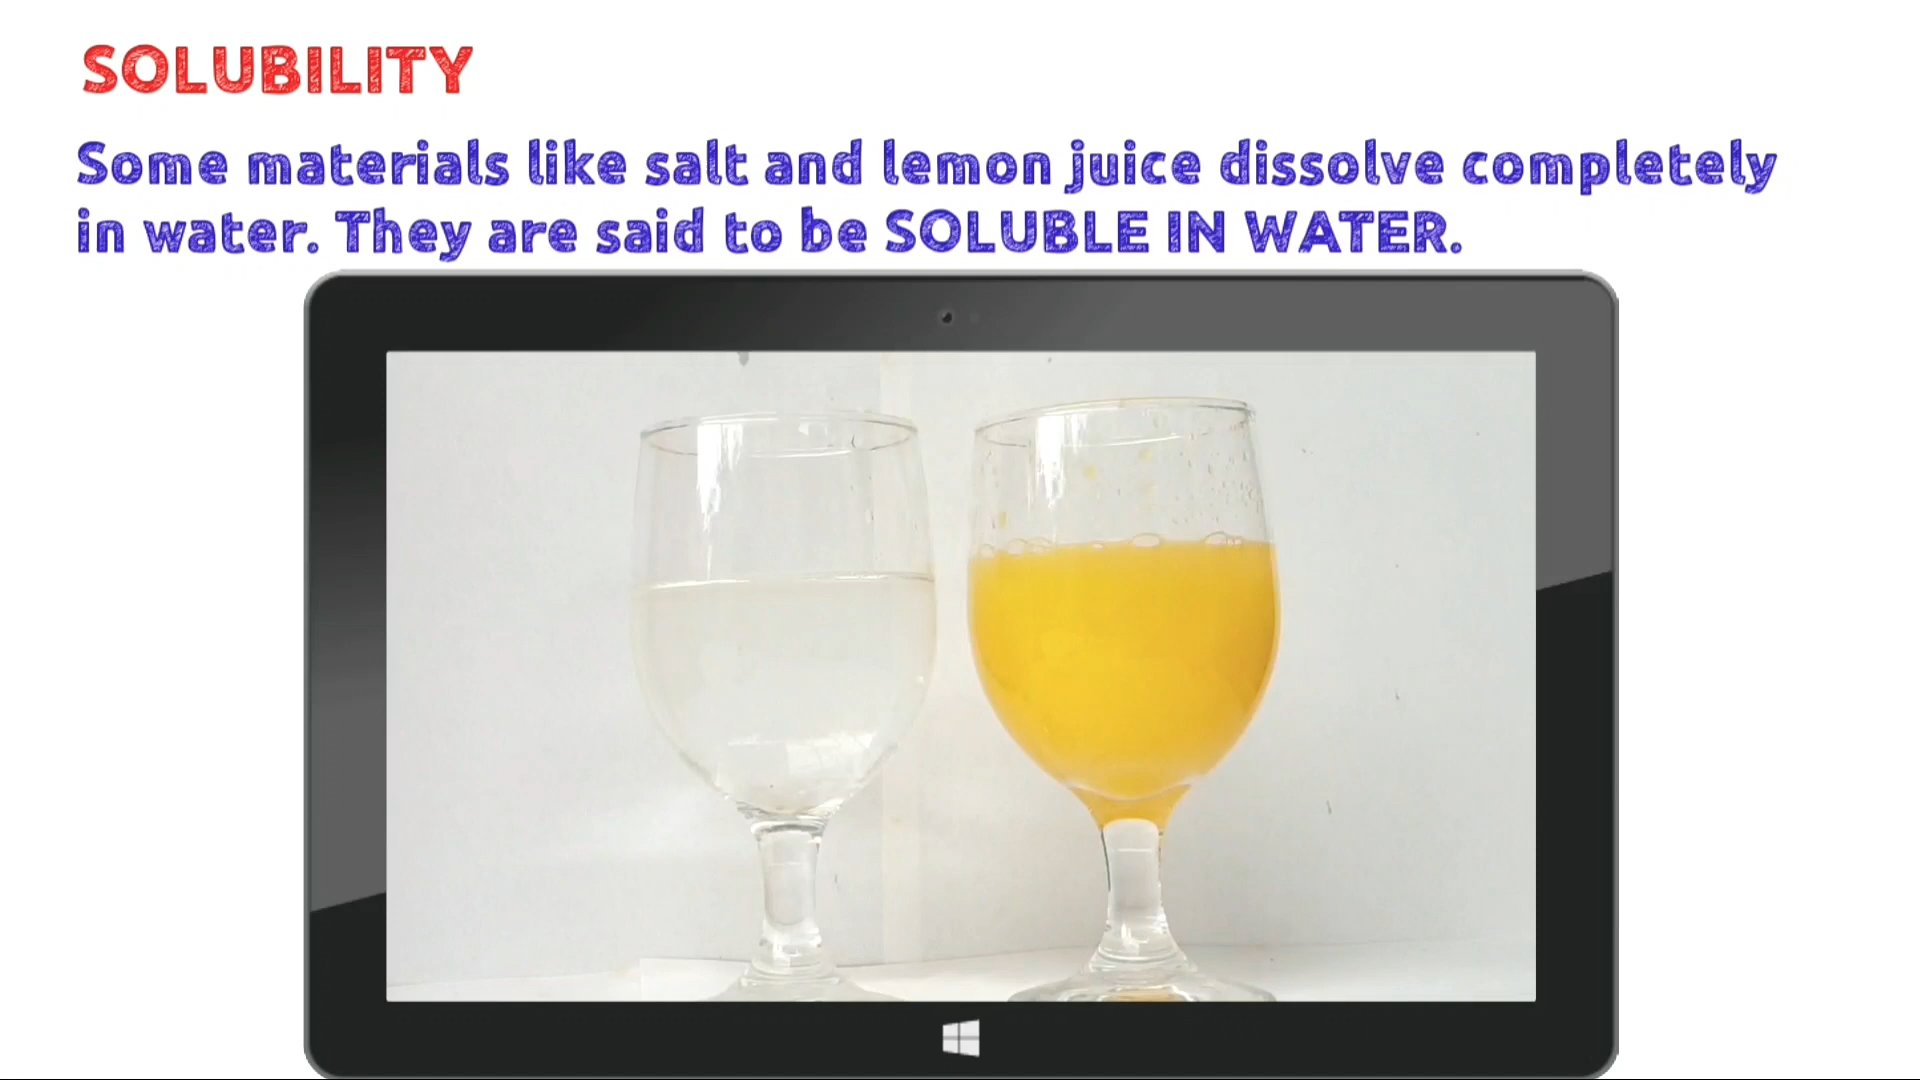 SOLUBILITY
Some materials like salt and lemon juice dissolve completely
in water. They are said to be SOLUBLE IN WATER.